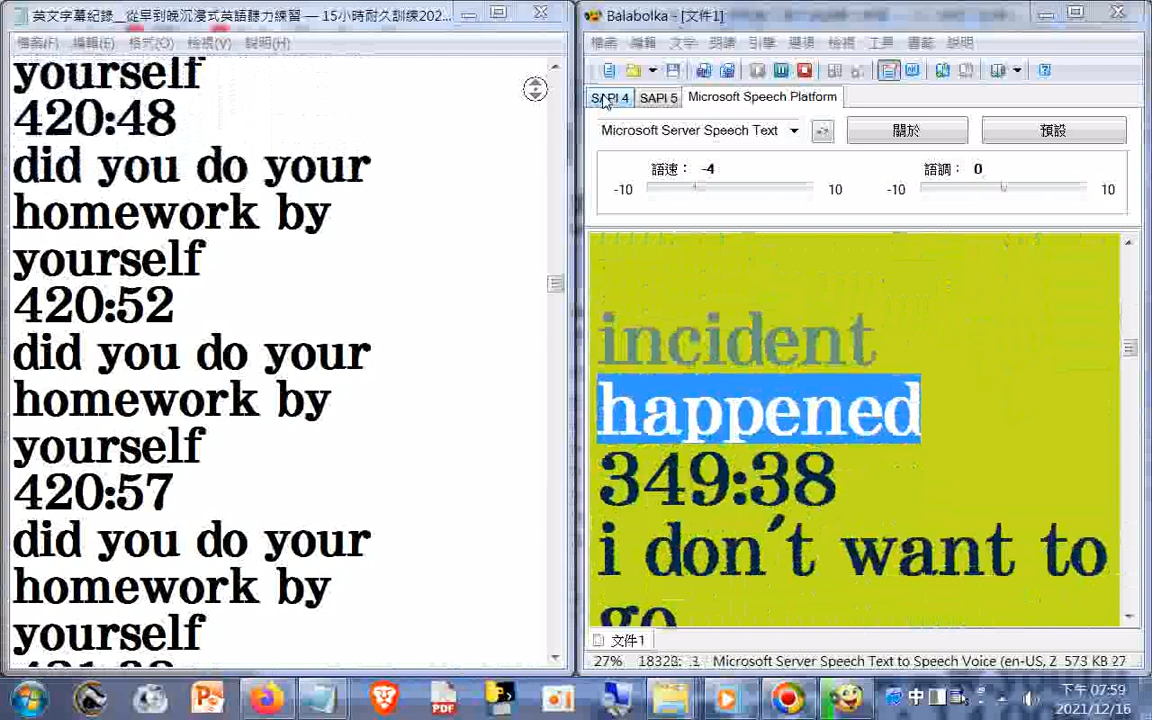 英文字幕紀錄__從早到晚沉浸式英語聽力練習 — 15小時耐久訓練202...
檔案(F) 編輯(E) 格式(O) 檢視(V) 說明(H)
yourself
420:48
did you do your
homework by
yourself
420:52
did you do your
homework by
yourself
420:57
did you do your
homework by
yourself
Balabolka - [文件1]
檔案 編輯 文字 朗讀 引擎 選項 檢視 工具 書籤 說明
SAPI 4 SAPI 5 Microsoft Speech Platform
Microsoft Server Speech Text 關於 預設
語速： -4 語調： 0
-10 10 -10 10
incident
happened
349:38
i don't want to
go
文件1
27% Microsoft Server Speech Text to Speech Voice (en-US, Z 573 KB 27
PDF
中
下午 07:59
2021/12/16